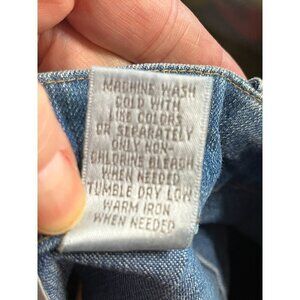 MACHINE WASH
COLD WITH
LIKE COLORS
OR SEPARATELY
ONLY NON-
CHLORINE BLEACH
WHEN NEEDED
TUMBLE DRY LOW
WARM IRON
WHEN NEEDED